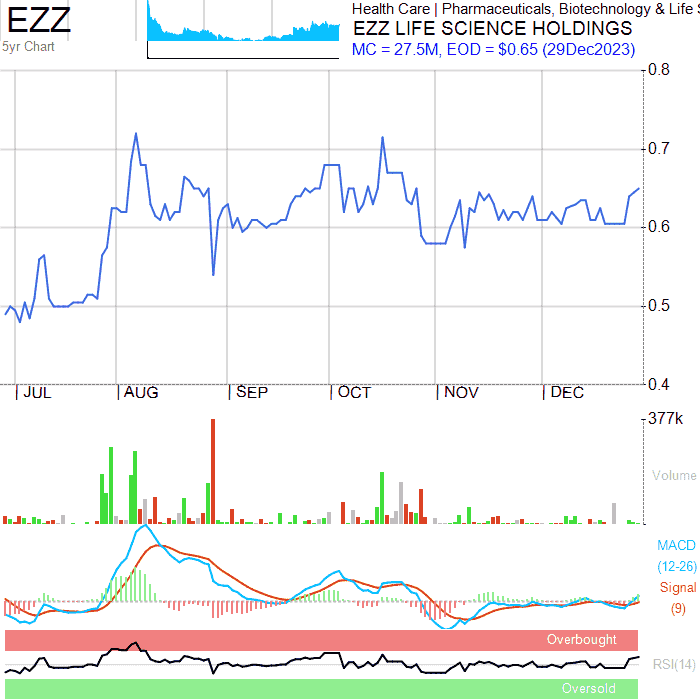 EZZ
5yr Chart
Health Care | Pharmaceuticals, Biotechnology & Life S
EZZ LIFE SCIENCE HOLDINGS
MC = 27.5M, EOD = $0.65 (29Dec2023)
0.8
0.7
0.6
0.5
0.4
JUL AUG SEP OCT NOV DEC
377k
Volume
MACD
(12-26)
Signal
(9)
Overbought
RSI(14)
Oversold